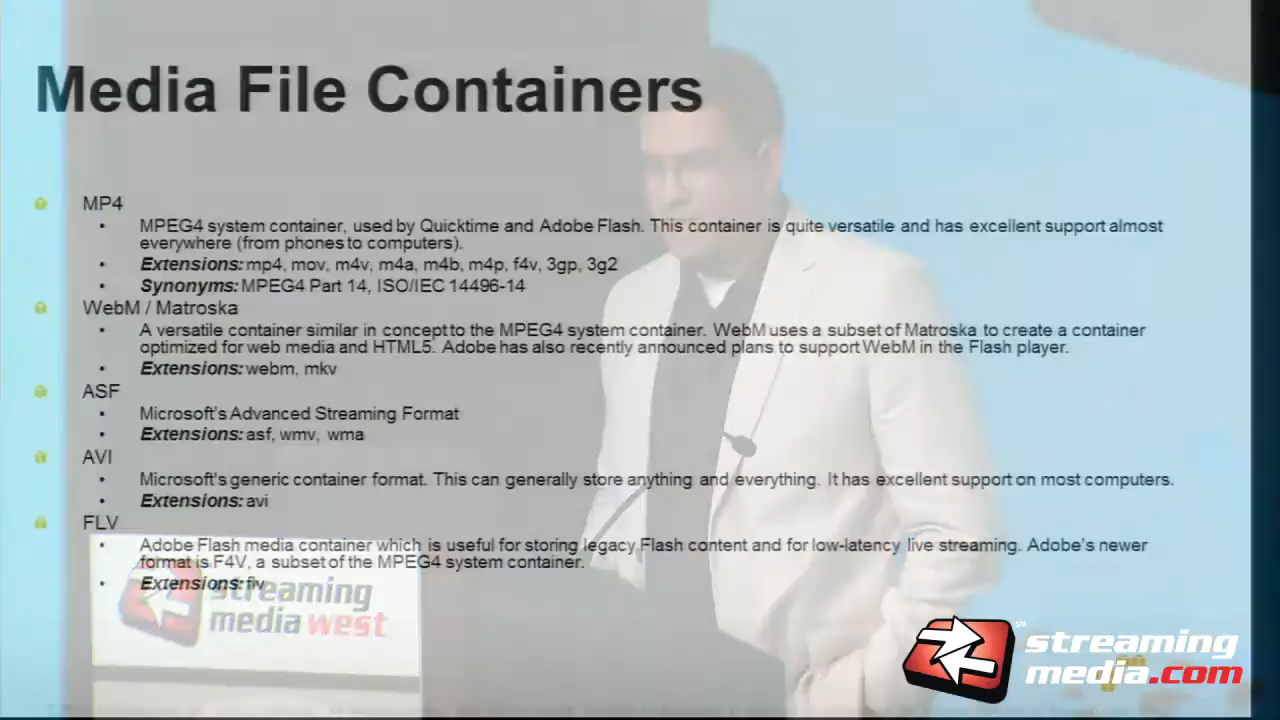 Media File Containers
MP4
MPEG4 system container, used by Quicktime and Adobe Flash. This container is quite versatile and has excellent support almost
everywhere (from phones to computers).
Extensions: mp4, mov, m4v, m4a, m4b, m4p, f4v, 3gp, 3g2
Synonyms: MPEG4 Part 14, ISO/IEC 14496-14
WebM / Matroska
A versatile container similar in concept to the MPEG4 system container. WebM uses a subset of Matroska to create a container
optimized for web media and HTML5. Adobe has also recently announced plans to support WebM in the Flash player.
Extensions: webm, mkv
ASF
Microsoft's Advanced Streaming Format
Extensions: asf, wmv, wma
AVI
Microsoft's generic container format. This can generally store anything and everything. It has excellent support on most computers.
Extensions: avi
FLV
Adobe Flash media container which is useful for storing legacy Flash content and for low-latency live streaming. Adobe's newer
format is F4V, a subset of the MPEG4 system container.
Extensions: flv
streaming
media west
streaming
media.com
SM